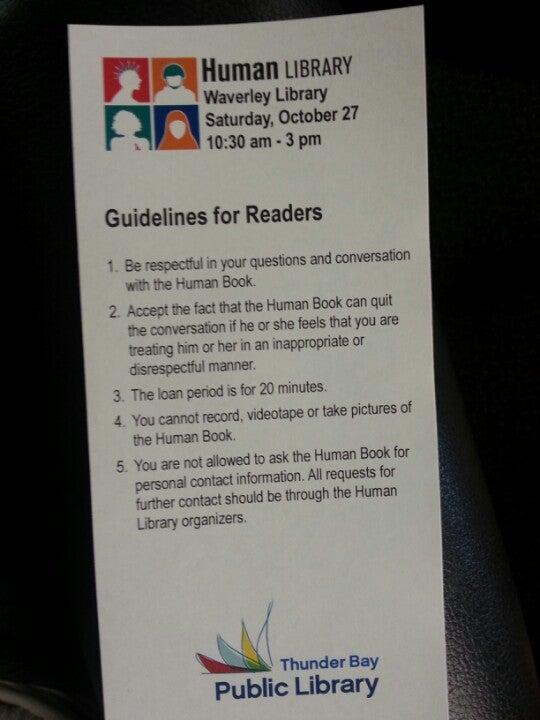 Human LIBRARY
Waverley Library
Saturday, October 27
10:30 am - 3 pm
Guidelines for Readers
1. Be respectful in your questions and conversation
with the Human Book.
2. Accept the fact that the Human Book can quit
the conversation if he or she feels that you are
treating him or her in an inappropriate or
disrespectful manner.
3. The loan period is for 20 minutes.
4. You cannot record, videotape or take pictures of
the Human Book.
5. You are not allowed to ask the Human Book for
personal contact information. All requests for
further contact should be through the Human
Library organizers.
Thunder Bay
Public Library